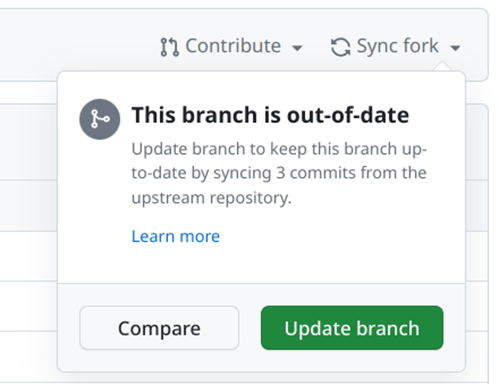 Contribute Sync fork
This branch is out-of-date
Update branch to keep this branch up-
to-date by syncing 3 commits from the
upstream repository.
Learn more
Compare Update branch